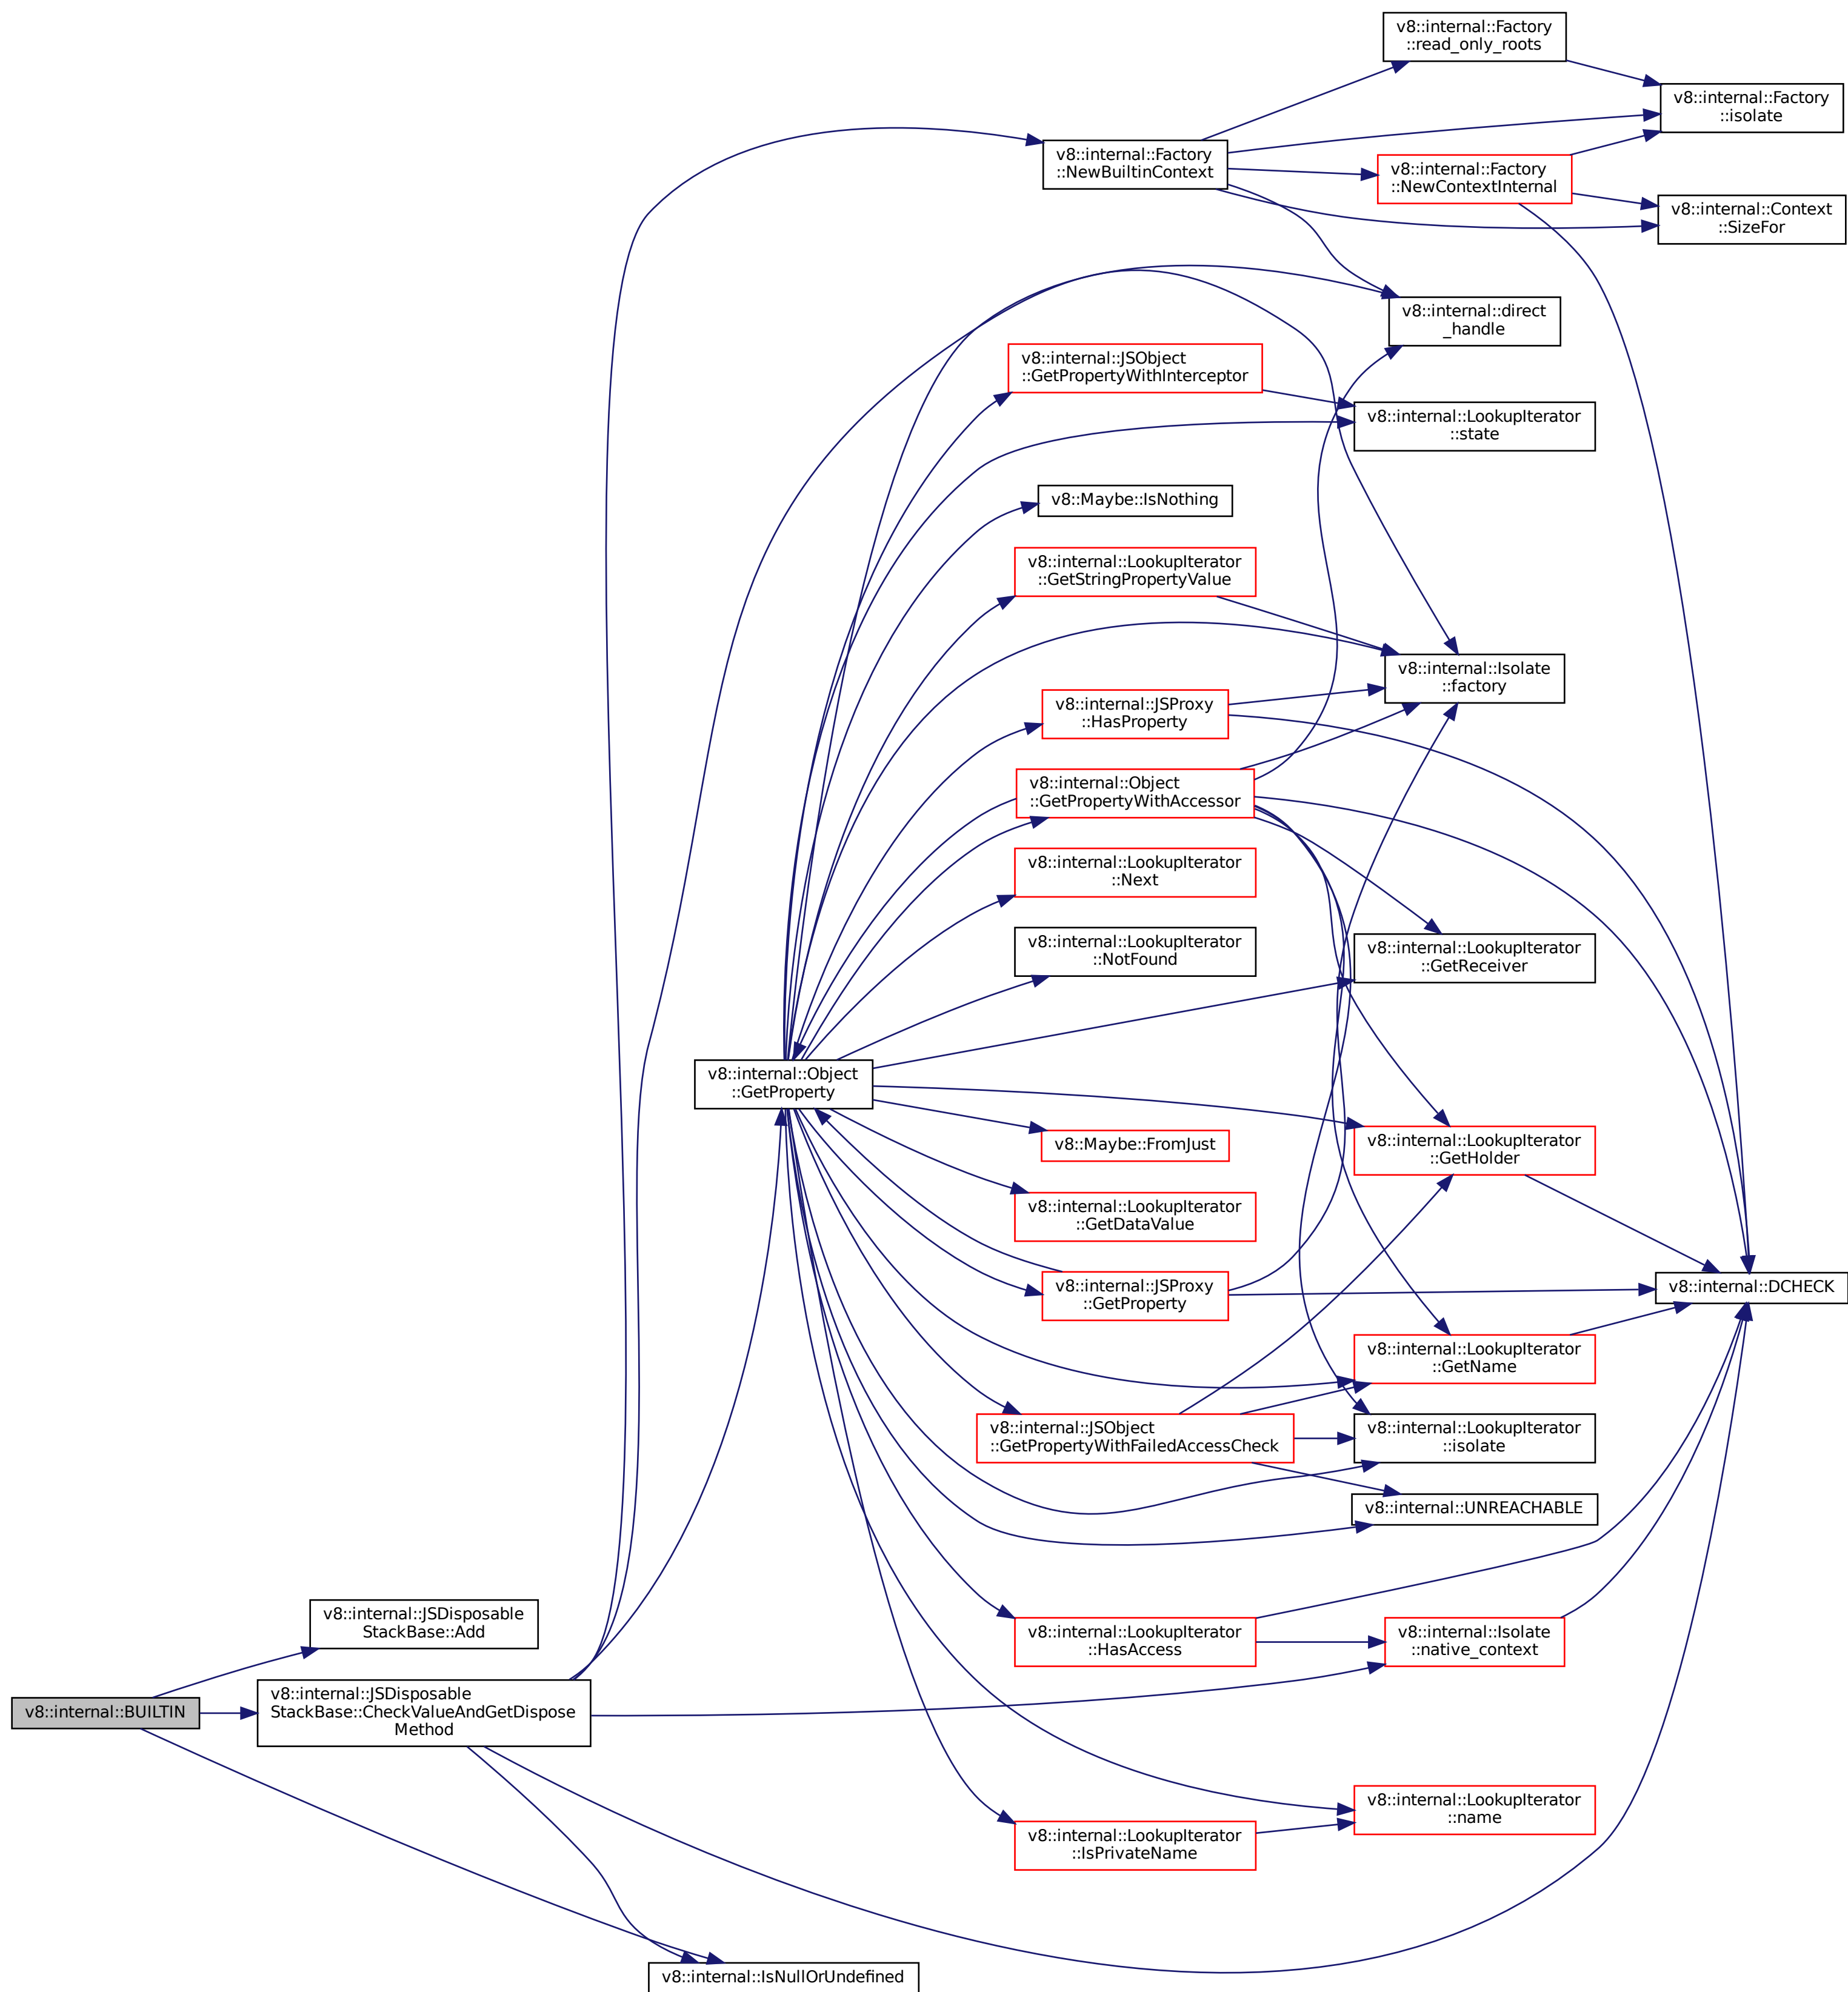 v8::internal::Factory
::read_only_roots
v8::internal::Factory
::isolate
v8::internal::Factory
::NewBuiltinContext
v8::internal::Factory
::NewContextInternal
v8::internal::Context
::SizeFor
v8::internal::direct
_handle
v8::internal::JSObject
::GetPropertyWithInterceptor
v8::internal::LookupIterator
::state
v8::Maybe::IsNothing
v8::internal::LookupIterator
::GetStringPropertyValue
v8::internal::Isolate
::factory
v8::internal::JSProxy
::HasProperty
v8::internal::Object
::GetPropertyWithAccessor
v8::internal::LookupIterator
::Next
v8::internal::LookupIterator
::NotFound
v8::internal::LookupIterator
::GetReceiver
v8::internal::Object
::GetProperty
v8::Maybe::FromJust
v8::internal::LookupIterator
::GetHolder
v8::internal::LookupIterator
::GetDataValue
v8::internal::JSProxy
::GetProperty
v8::internal::DCHECK
v8::internal::LookupIterator
::GetName
v8::internal::JSObject
::GetPropertyWithFailedAccessCheck
v8::internal::LookupIterator
::isolate
v8::internal::UNREACHABLE
v8::internal::JSDisposable
StackBase::Add
v8::internal::LookupIterator
::HasAccess
v8::internal::Isolate
::native_context
v8::internal::BUILTIN
v8::internal::JSDisposable
StackBase::CheckValueAndGetDispose
Method
v8::internal::LookupIterator
::name
v8::internal::LookupIterator
::IsPrivateName
v8::internal::IsNullOrUndefined